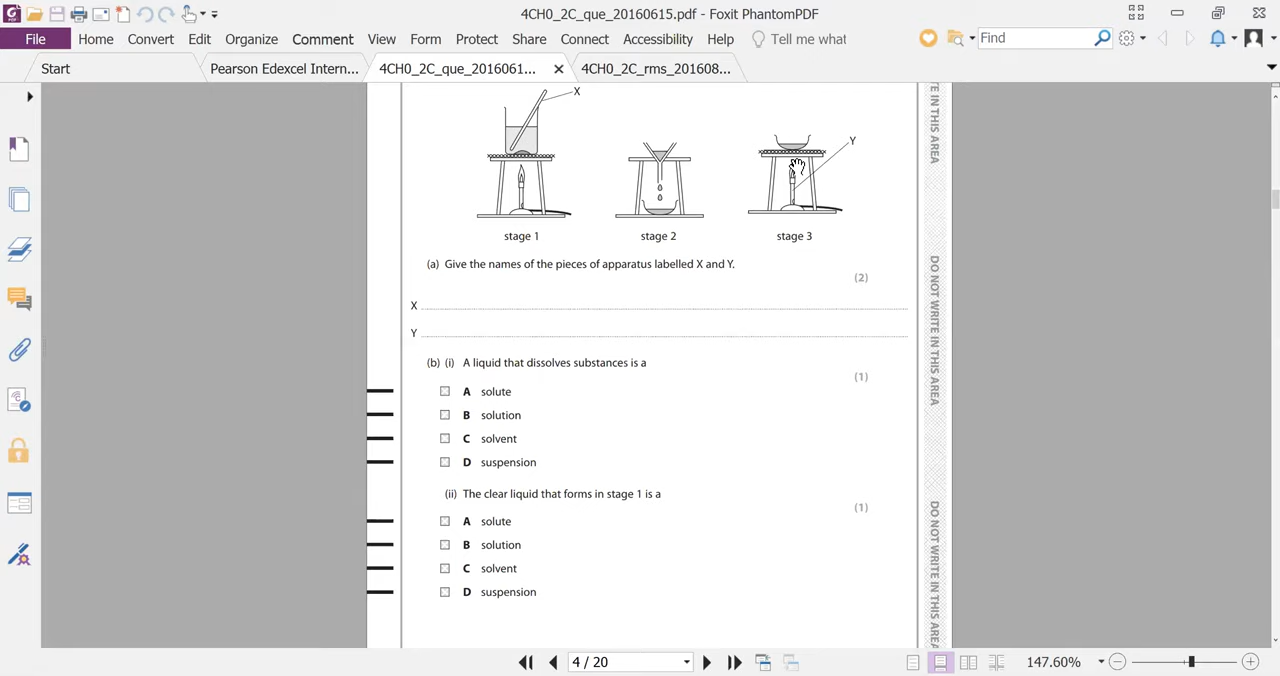 4CH0_2C_que_20160615.pdf - Foxit PhantomPDF
File Home Convert Edit Organize Comment View Form Protect Share Connect Accessibility Help Tell me what Find
Start Pearson Edexcel Intern... 4CH0_2C_que_2016061... 4CH0_2C_rms_201608...
X
Y
stage 1 stage 2 stage 3
(a) Give the names of the pieces of apparatus labelled X and Y.
(2)
X
Y
(b) (i) A liquid that dissolves substances is a
(1)
A solute
B solution
C solvent
D suspension
(ii) The clear liquid that forms in stage 1 is a
(1)
A solute
B solution
C solvent
D suspension
E IN THIS AREA
DO NOT WRITE IN THIS AREA
DO NOT WRITE IN THIS AREA
4 / 20
147.60%